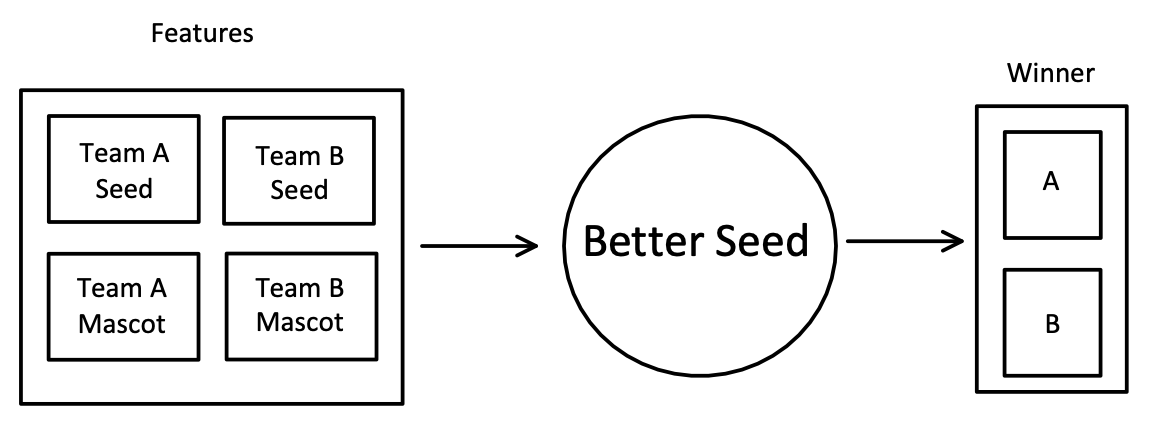 Features
Winner
Team A
Seed
Team B
Seed
Team A
Mascot
Team B
Mascot
Better Seed
A
B